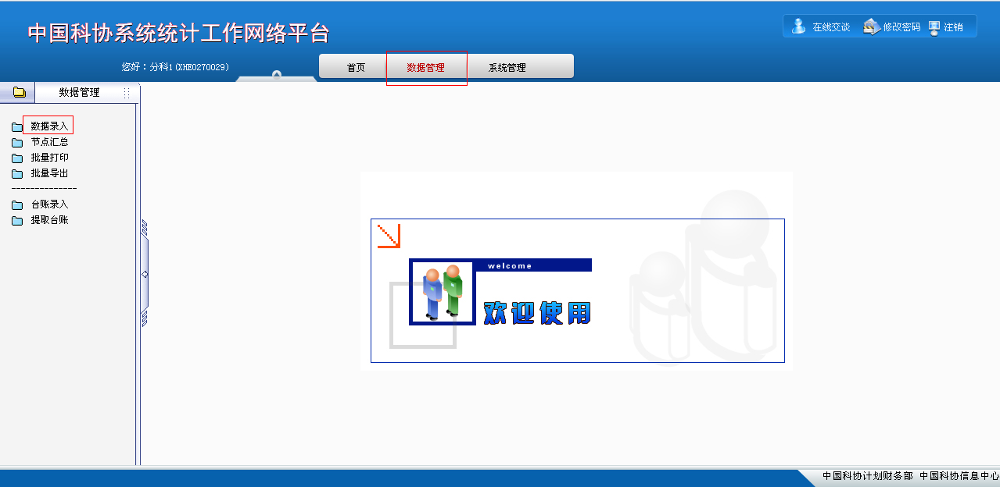 中国科协系统统计工作网络平台
在线交谈 修改密码 注销
您好：分科1(XHE0270029)
首页 数据管理 系统管理
数据管理
数据录入
节点汇总
批量打印
批量导出
--------------
台账录入
提取台账
welcome
欢迎使用
中国科协计划财务部 中国科协信息中心